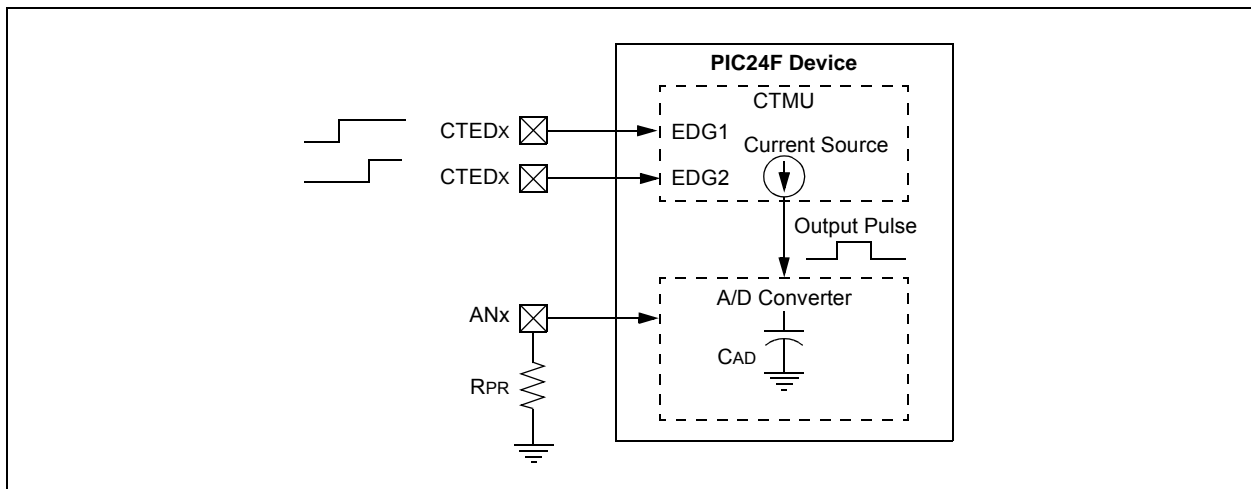 PIC24F Device
CTMU
CTEDX EDG1
Current Source
CTEDX EDG2
Output Pulse
A/D Converter
ANx
CAD
RPR